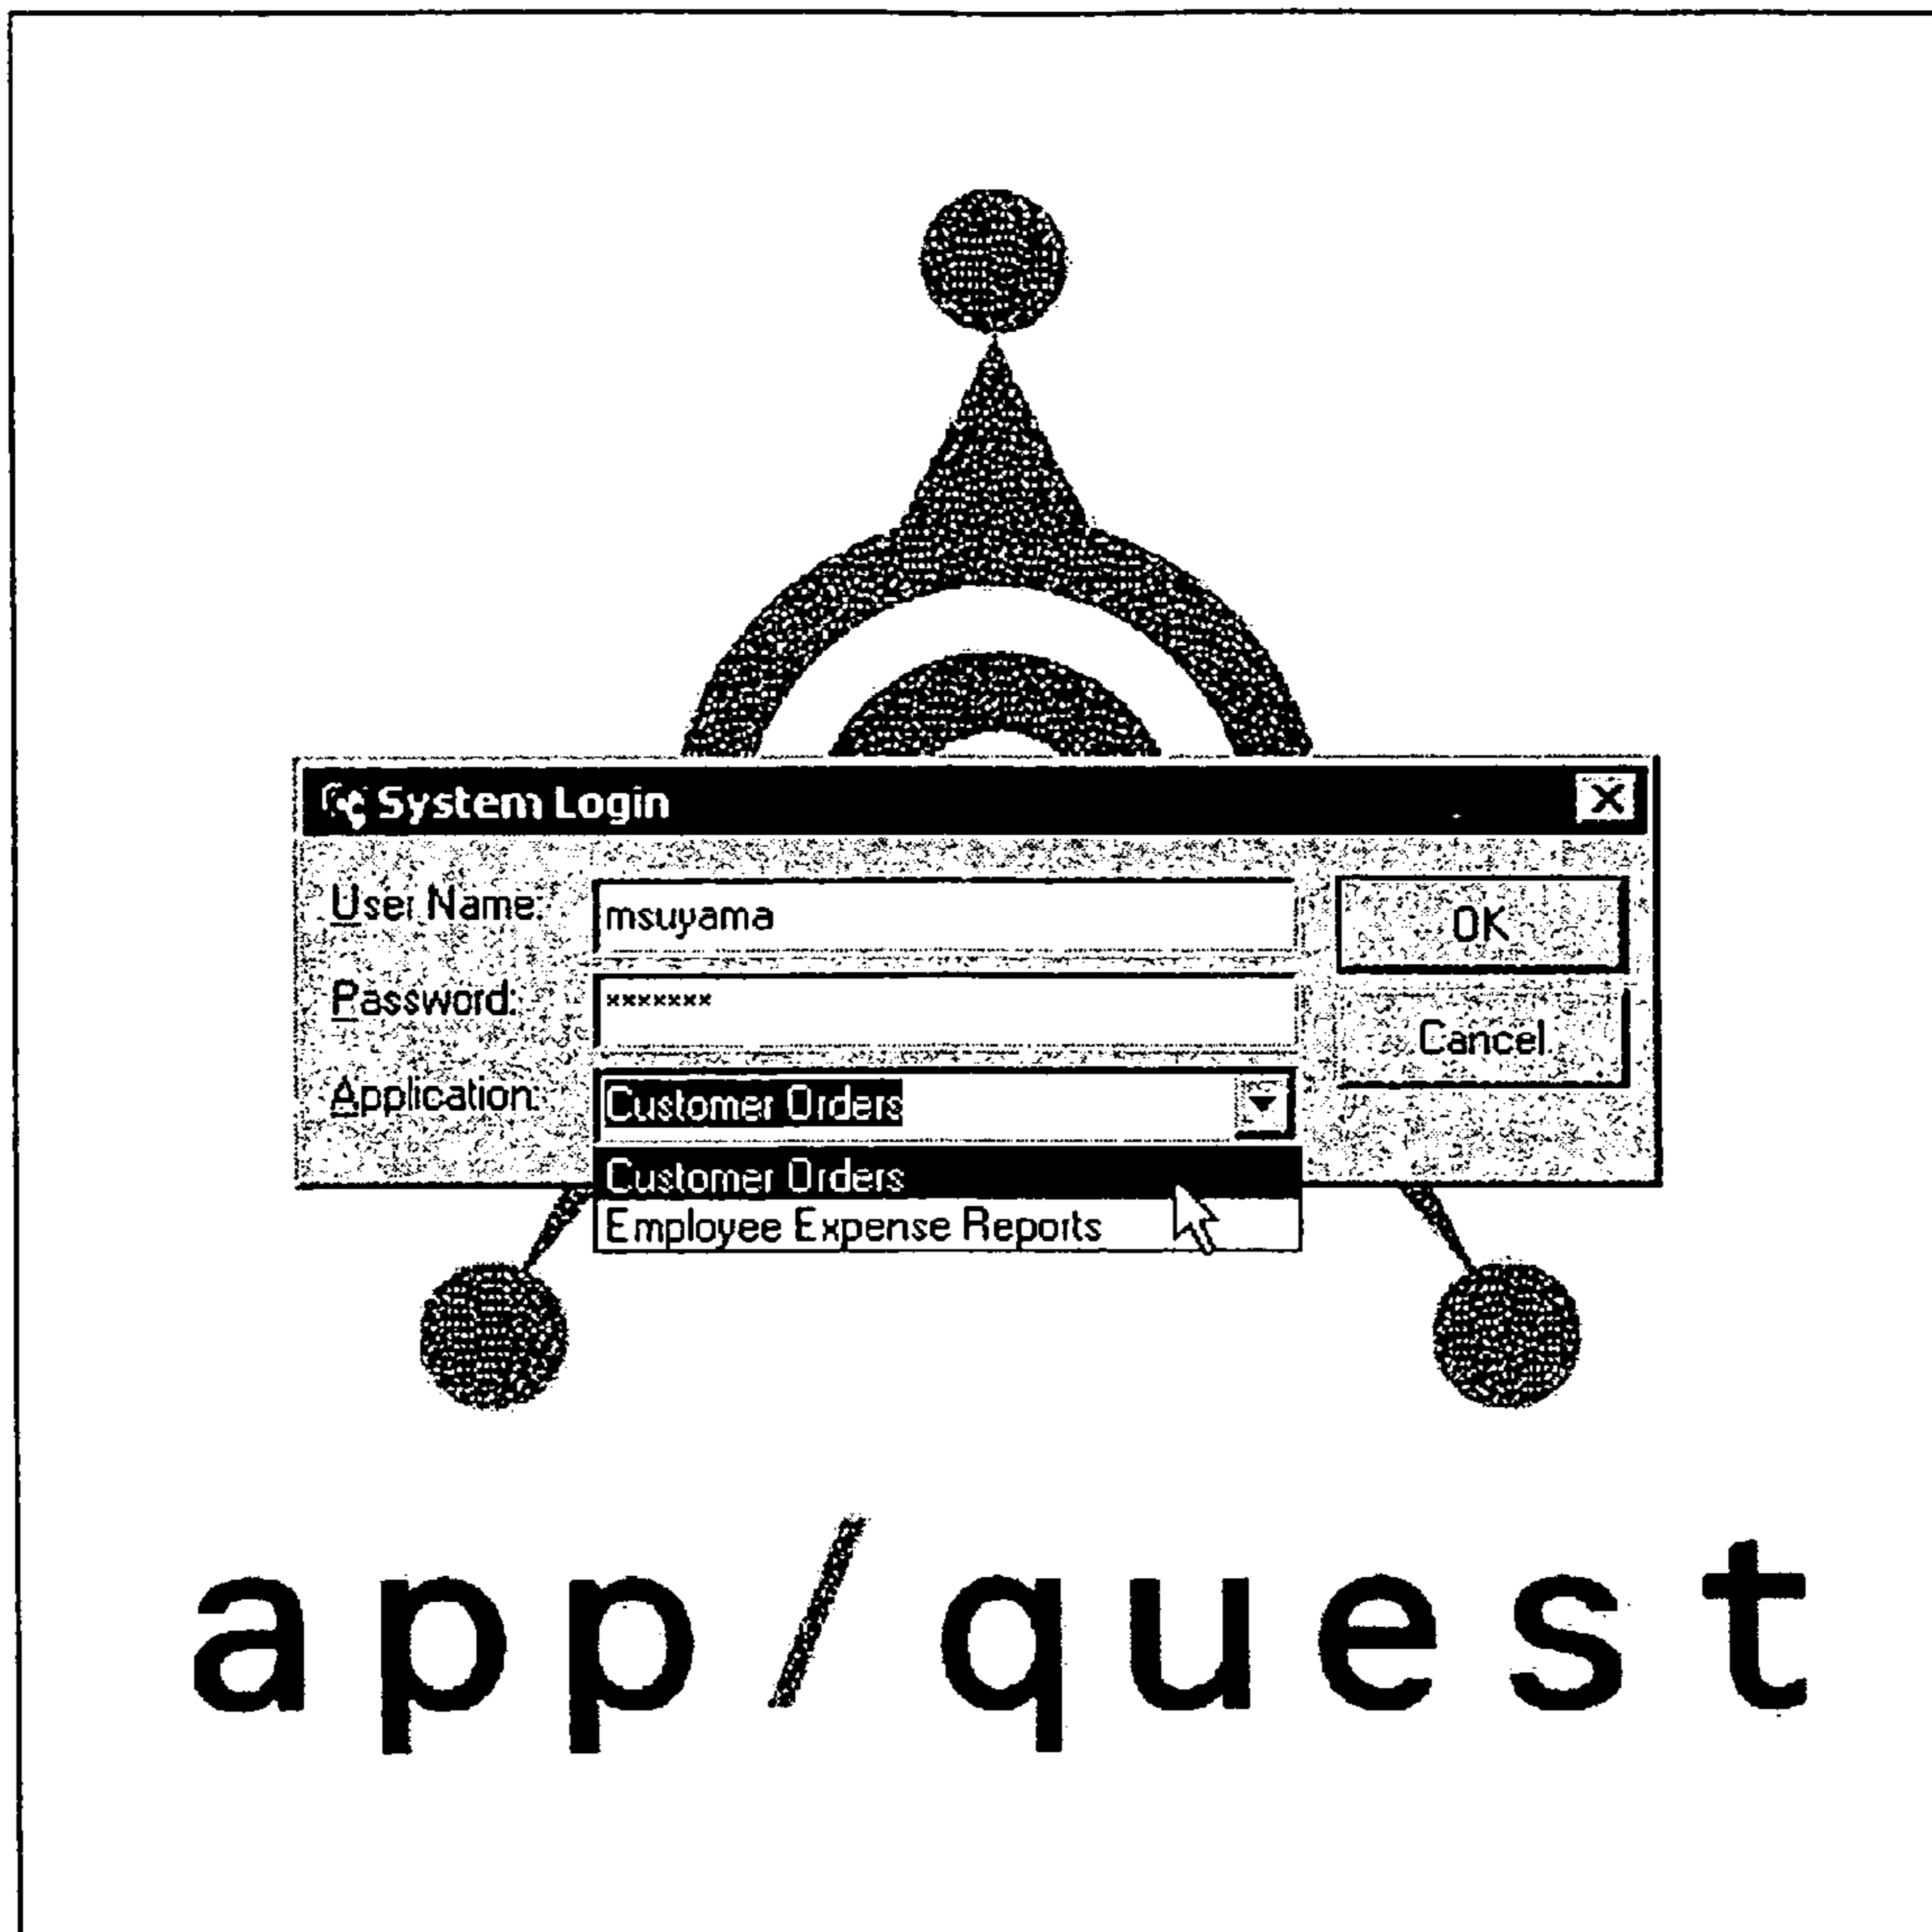 System Login
User Name: msuyama OK
Password: ******* Cancel
Application: Customer Orders
Customer Orders
Employee Expense Reports
app/quest